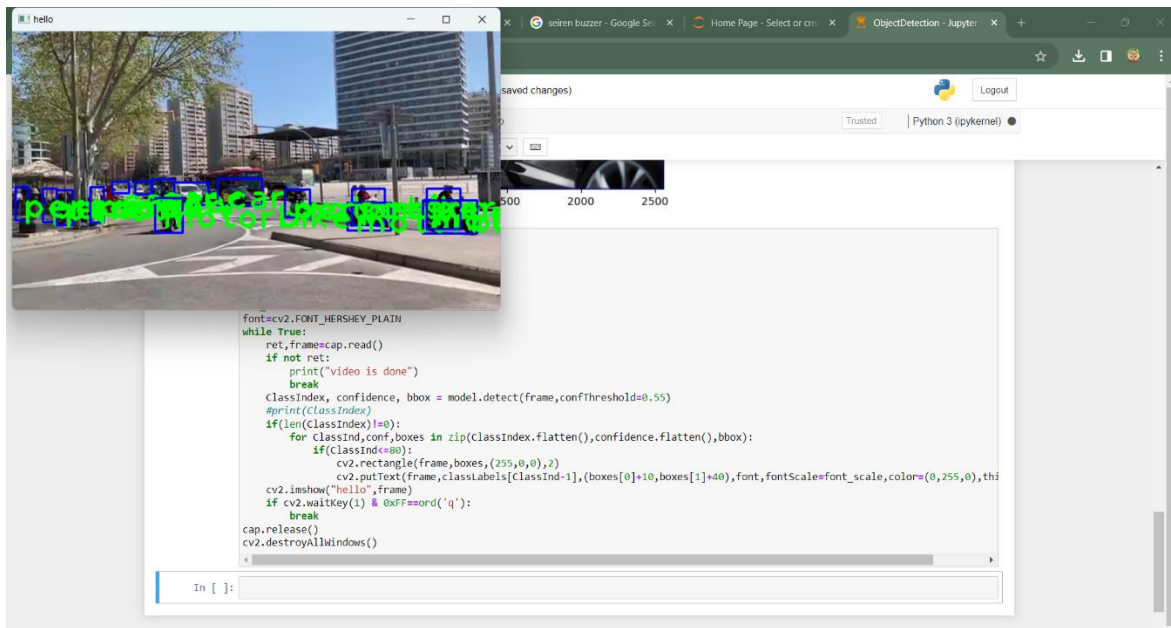 hello
seiren buzzer - Google Se
Home Page - Select or cre
ObjectDetection - Jupyter
saved changes)
Logout
Trusted
Python 3 (ipykernel)
500 2000 2500
car
font=cv2.FONT_HERSHEY_PLAIN
while True:
ret,frame=cap.read()
if not ret:
print("video is done")
break
ClassIndex, confidence, bbox = model.detect(frame,confThreshold=0.55)
#print(ClassIndex)
if(len(ClassIndex)!=0):
for ClassInd,conf,boxes in zip(ClassIndex.flatten(),confidence.flatten(),bbox):
if(ClassInd<=80):
cv2.rectangle(frame,boxes,(255,0,0),2)
cv2.putText(frame,classLabels[ClassInd-1],(boxes[0]+10,boxes[1]+40),font,fontScale=font_scale,color=(0,255,0),thi
cv2.imshow("hello",frame)
if cv2.waitKey(1) & 0xFF==ord('q'):
break
cap.release()
cv2.destroyAllWindows()
In [ ]: